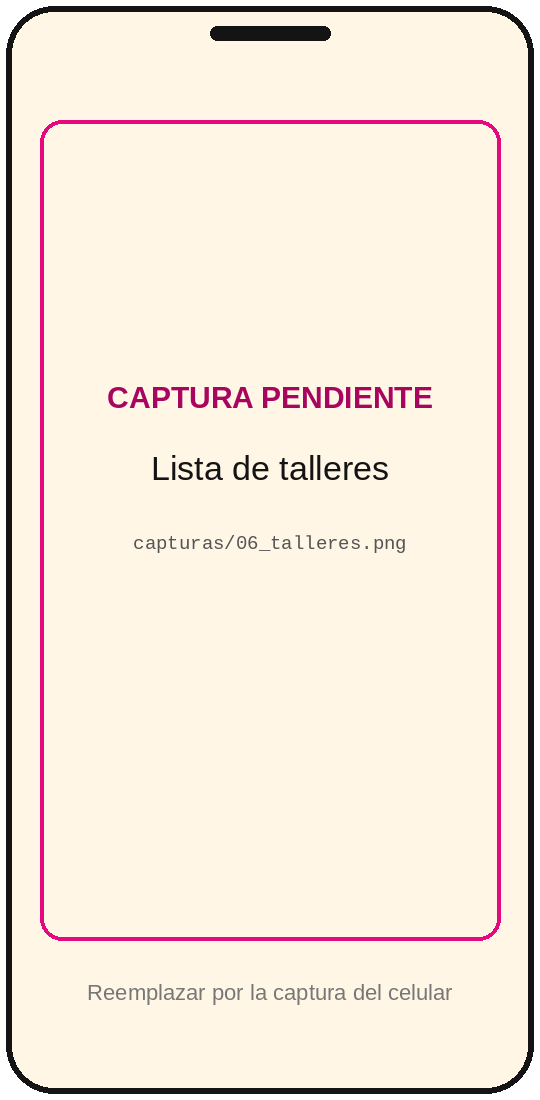 CAPTURA PENDIENTE
Lista de talleres
capturas/06_talleres.png
Reemplazar por la captura del celular